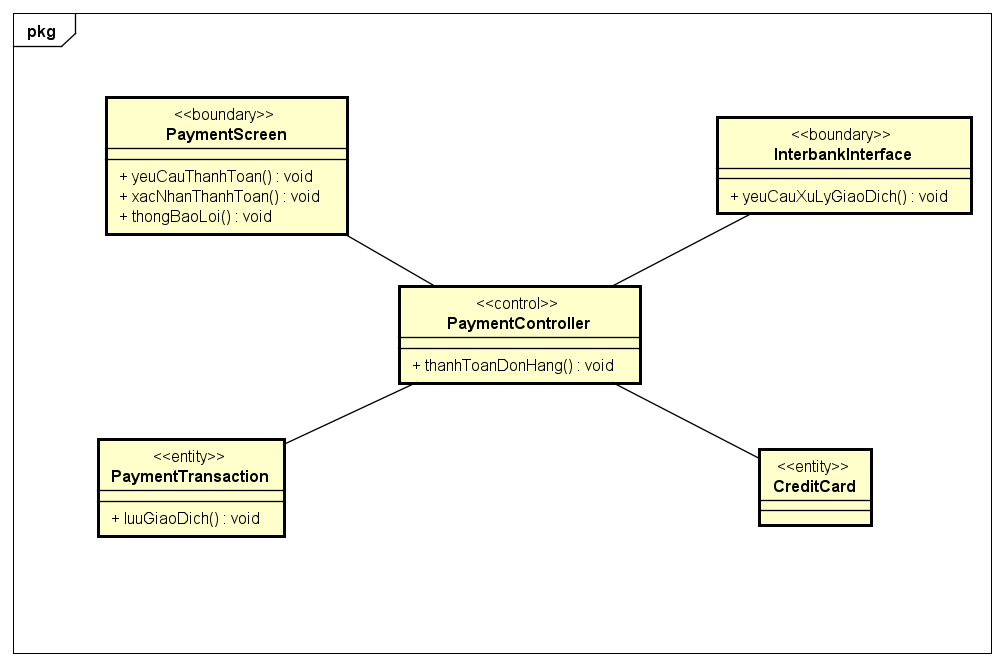 pkg
<<boundary>>
PaymentScreen
+ yeuCauThanhToan() : void
+ xacNhanThanhToan() : void
+ thongBaoLoi() : void
<<boundary>>
InterbankInterface
+ yeuCauXuLyGiaoDich() : void
<<control>>
PaymentController
+ thanhToanDonHang() : void
<<entity>>
PaymentTransaction
+ luuGiaoDich() : void
<<entity>>
CreditCard